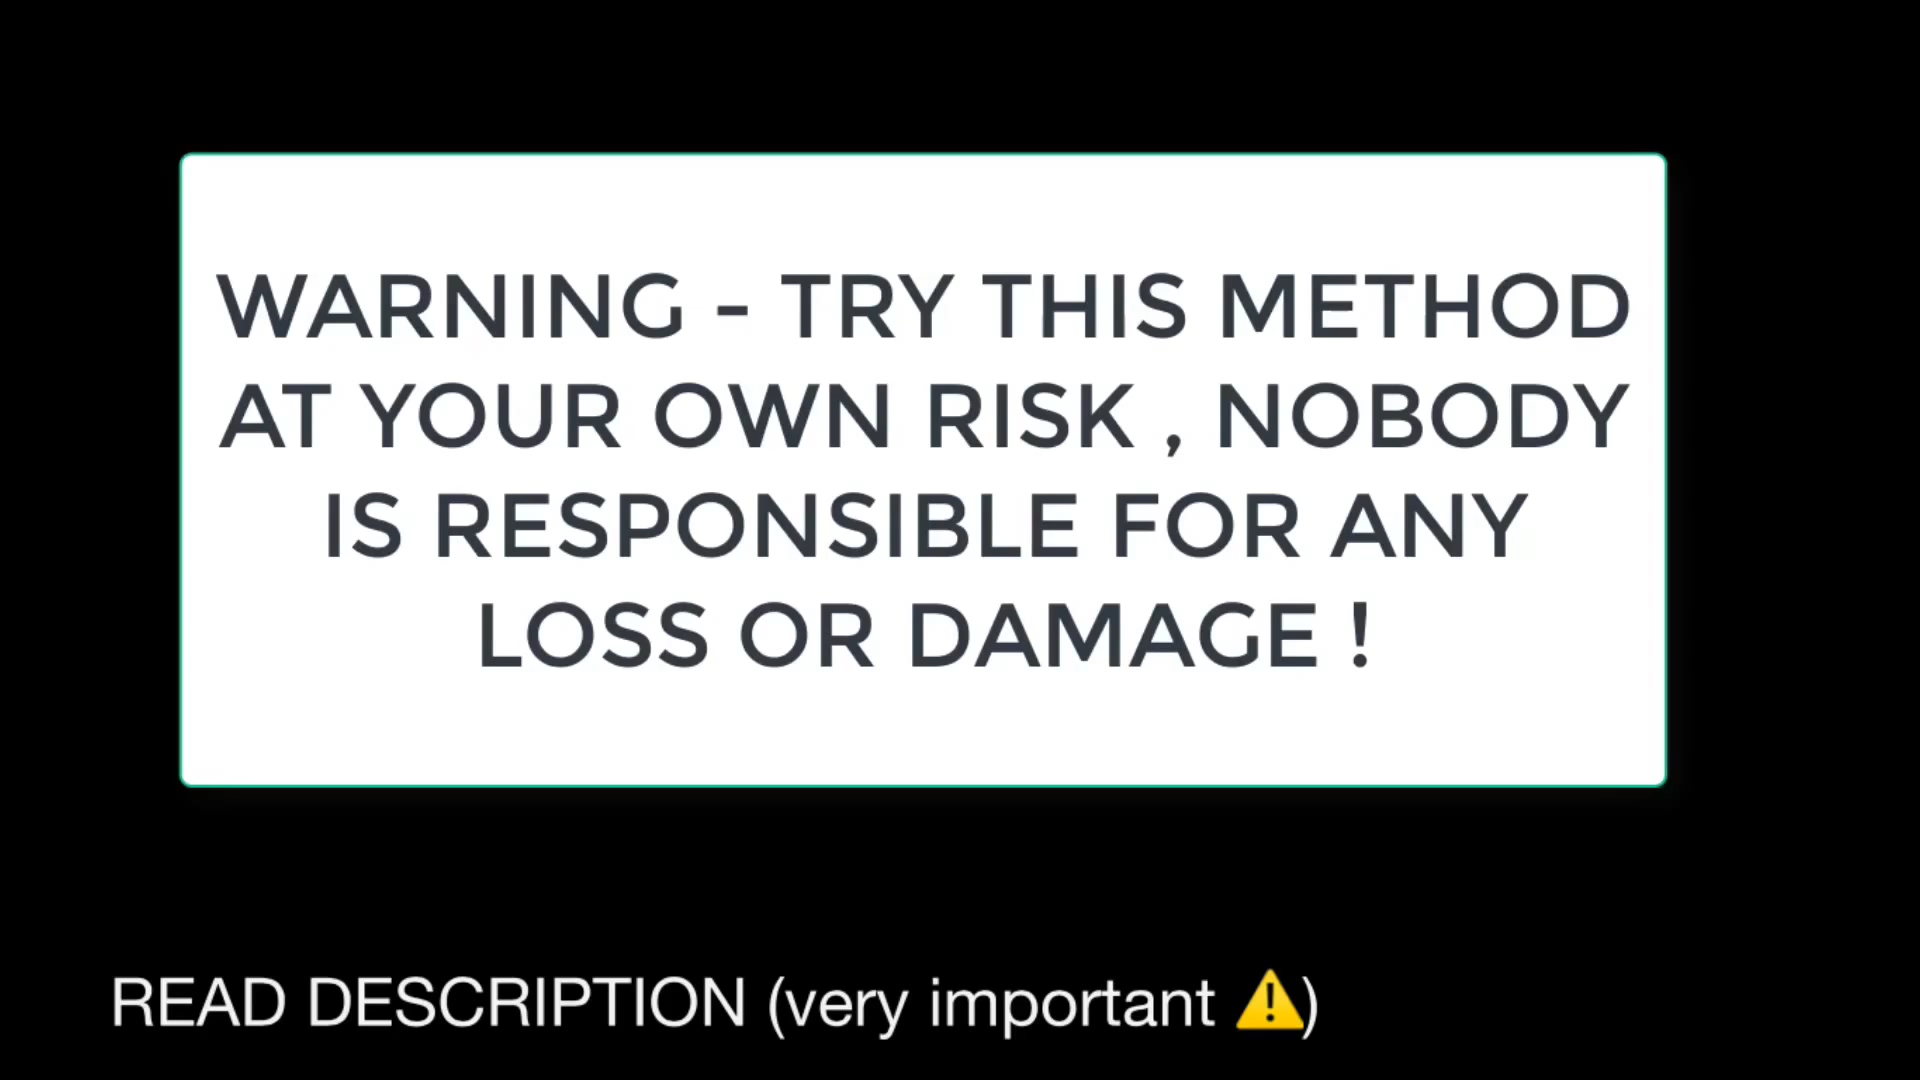 WARNING - TRY THIS METHOD
AT YOUR OWN RISK , NOBODY
IS RESPONSIBLE FOR ANY
LOSS OR DAMAGE !
READ DESCRIPTION (very important ⚠️)